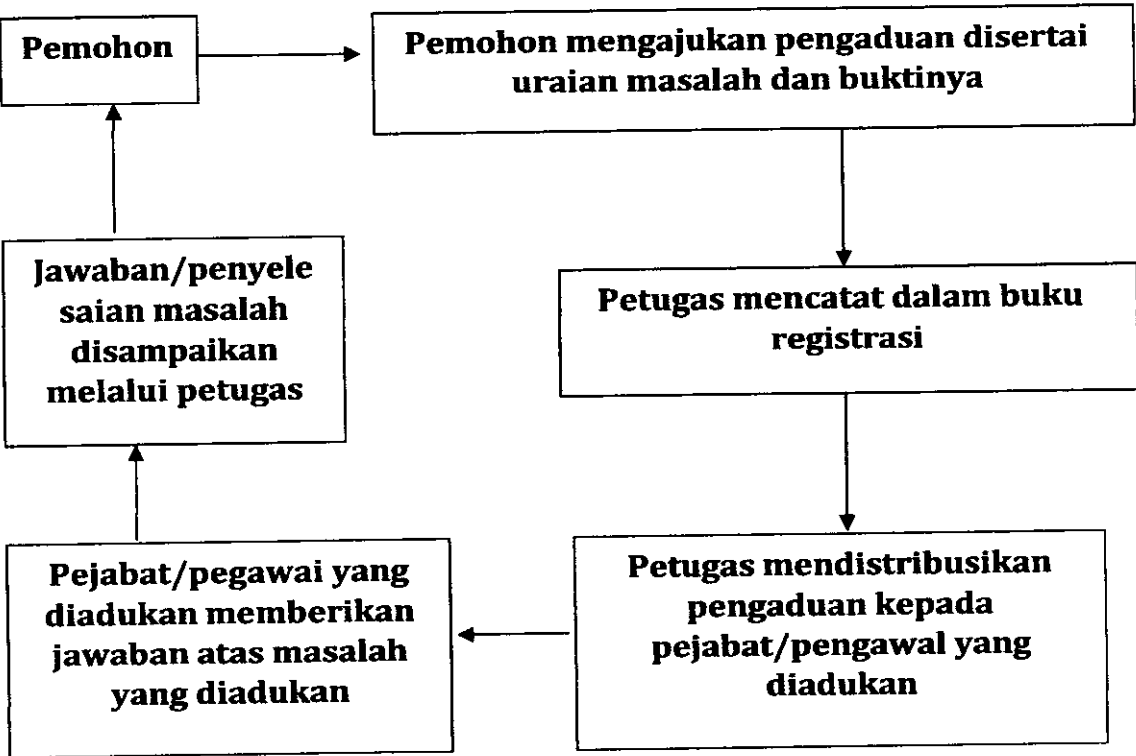 Pemohon
Pemohon mengajukan pengaduan disertai
uraian masalah dan buktinya
Petugas mencatat dalam buku
registrasi
Petugas mendistribusikan
pengaduan kepada
pejabat/pengawal yang
diadukan
Pejabat/pegawai yang
diadukan memberikan
jawaban atas masalah
yang diadukan
Jawaban/penyele
saian masalah
disampaikan
melalui petugas